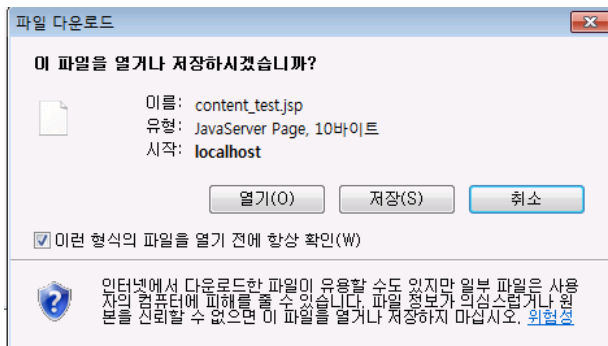 파일 다운로드
이 파일을 열거나 저장하시겠습니까?
이름: content_test.jsp
유형: JavaServer Page, 10바이트
시작: localhost
열기(O) 저장(S) 취소
이런 형식의 파일을 열기 전에 항상 확인(W)
인터넷에서 다운로드한 파일이 유용할 수도 있지만 일부 파일은 사용
자의 컴퓨터에 피해를 줄 수 있습니다. 파일 정보가 의심스럽거나 원
본을 신뢰할 수 없으면 이 파일을 열거나 저장하지 마십시오. 위험성